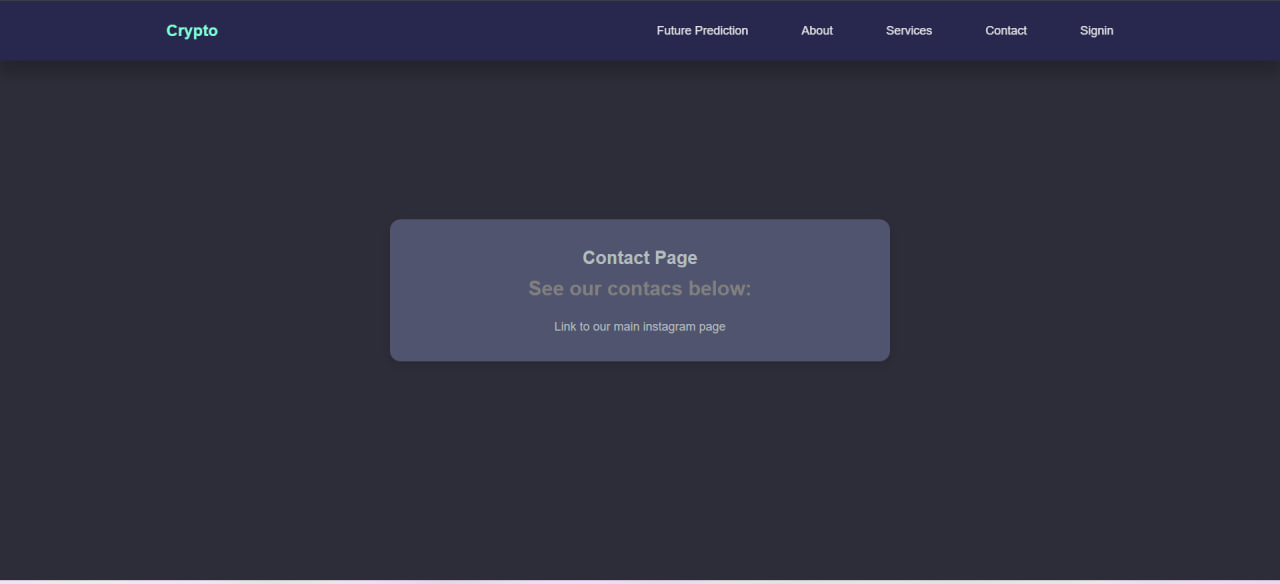 Crypto Future Prediction About Services Contact Signin
Contact Page
See our contacs below:
Link to our main instagram page